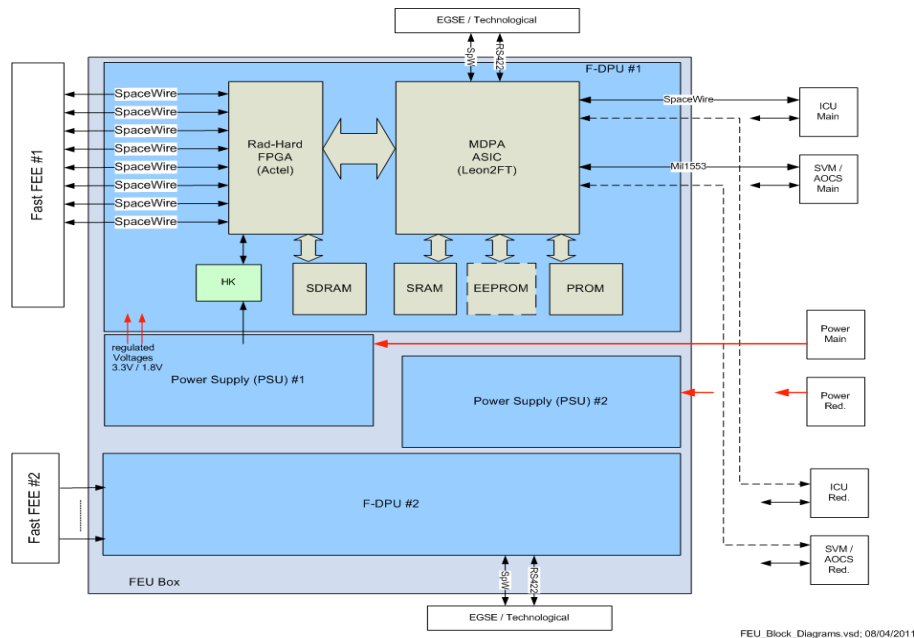 EGSE / Technological
SpW
RS422
F-DPU #1
Fast FEE #1
SpaceWire
SpaceWire
SpaceWire
SpaceWire
SpaceWire
SpaceWire
SpaceWire
SpaceWire
Rad-Hard
FPGA
(Actel)
MDPA
ASIC
(Leon2FT)
SpaceWire
ICU
Main
Mil1553
SVM /
AOCS
Main
HK
SDRAM
SRAM
EEPROM
PROM
regulated
Voltages
3.3V / 1.8V
Power Supply (PSU) #1
Power
Main
Power Supply (PSU) #2
Power
Red.
Fast FEE #2
F-DPU #2
ICU
Red.
SVM /
AOCS
Red.
FEU Box
SpW
RS422
EGSE / Technological
FEU_Block_Diagrams.vsd; 08/04/2011